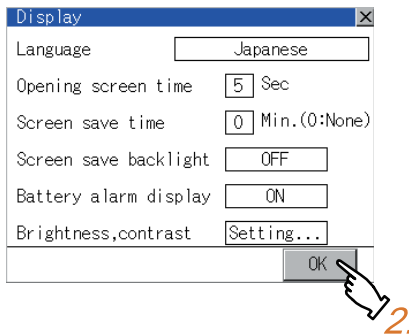 Display
Language Japanese
Opening screen time 5 Sec
Screen save time 0 Min.(0:None)
Screen save backlight OFF
Battery alarm display ON
Brightness,contrast Setting...
OK
2.